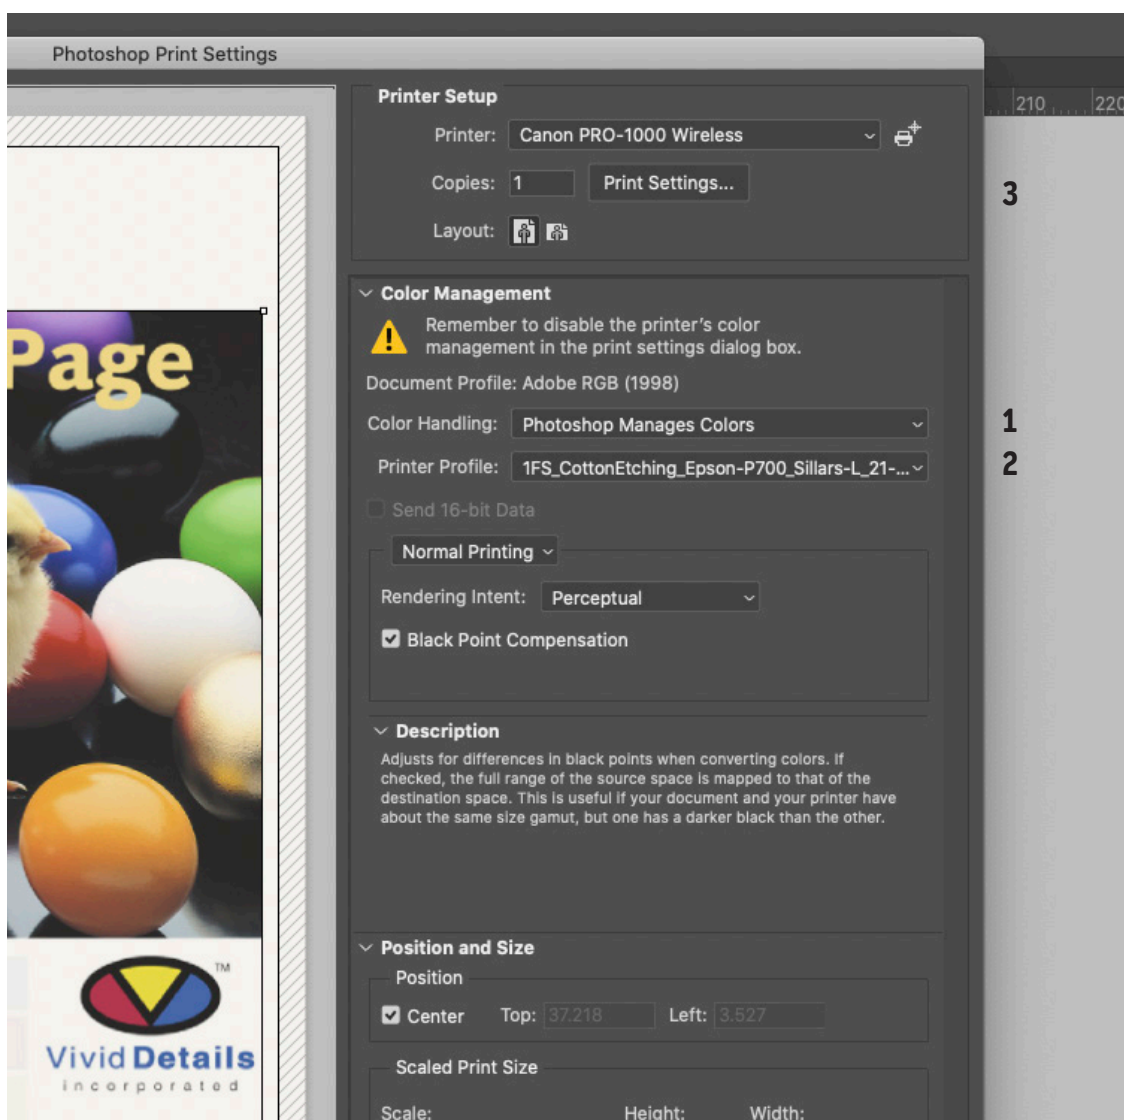 Photoshop Print Settings
Printer Setup
Printer: Canon PRO-1000 Wireless
Copies: 1 Print Settings...
Layout:
210 220
3
Color Management
Remember to disable the printer's color
management in the print settings dialog box.
Document Profile: Adobe RGB (1998)
Color Handling: Photoshop Manages Colors
1
Printer Profile: 1FS_CottonEtching_Epson-P700_Sillars-L_21-...
2
Send 16-bit Data
Normal Printing
Rendering Intent: Perceptual
Black Point Compensation
Description
Adjusts for differences in black points when converting colors. If
checked, the full range of the source space is mapped to that of the
destination space. This is useful if your document and your printer have
about the same size gamut, but one has a darker black than the other.
Position and Size
Position
Center Top: 37.218 Left: 3.527
Scaled Print Size
Scale: Height: Width:
Page
TM
Vivid Details
incorporated